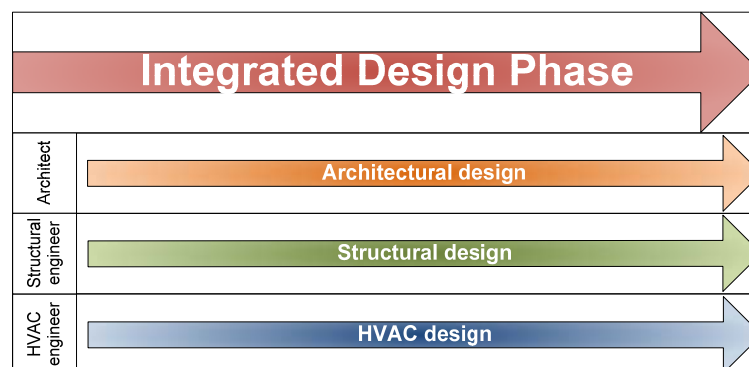 Integrated Design Phase
Architect
Architectural design
Structural
engineer
Structural design
HVAC
engineer
HVAC design